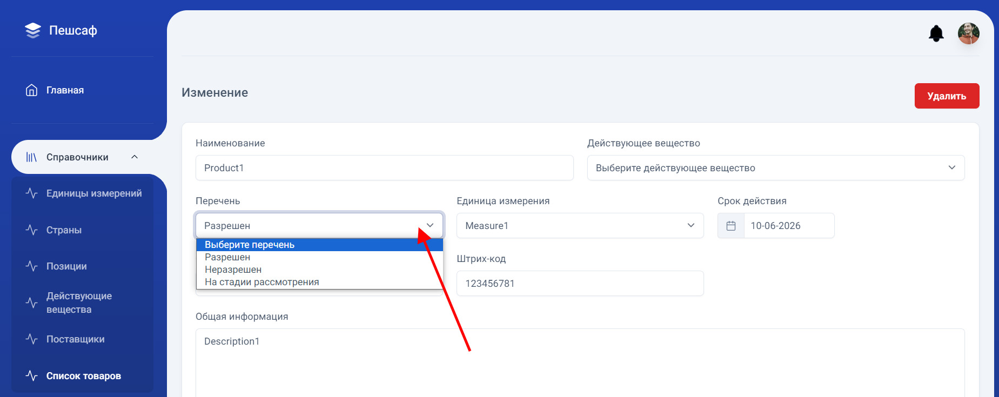 Пешсаф
Главная
Справочники
Единицы измерений
Страны
Позиции
Действующие
вещества
Поставщики
Список товаров
Изменение
Удалить
Наименование
Product1
Действующее вещество
Выберите действующее вещество
Перечень
Разрешен
Выберите перечень
Разрешен
Неразрешен
На стадии рассмотрения
Единица измерения
Measure1
Срок действия
10-06-2026
Штрих-код
123456781
Общая информация
Description1